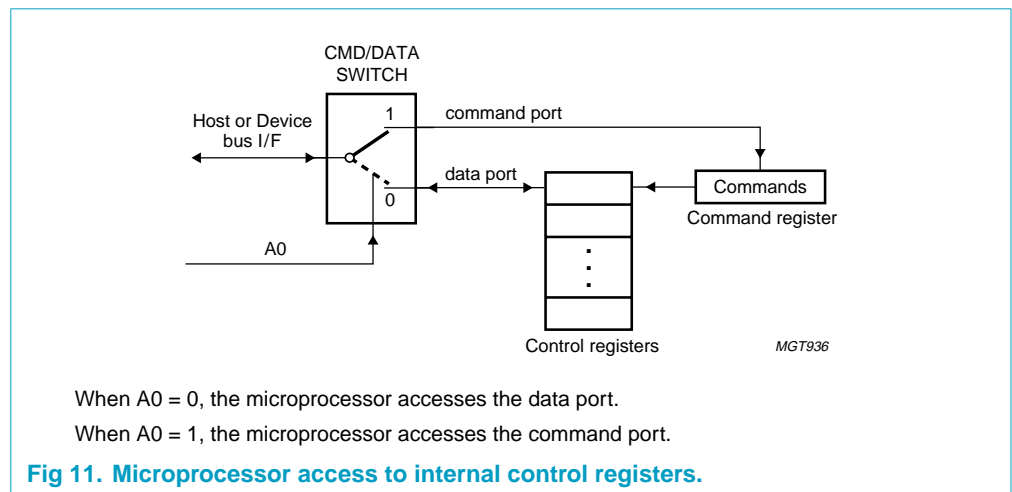 CMD/DATA
SWITCH
Host or Device
bus I/F
1
command port
data port
0
Commands
Command register
A0
Control registers
MGT936
When A0 = 0, the microprocessor accesses the data port.
When A0 = 1, the microprocessor accesses the command port.
Fig 11. Microprocessor access to internal control registers.